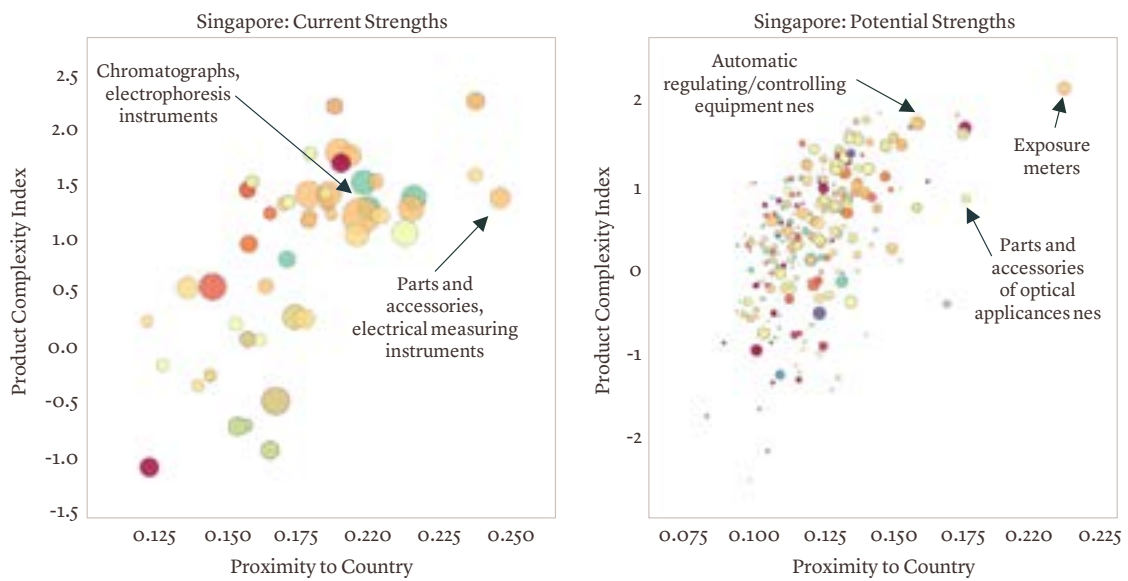 Singapore: Current Strengths
2.5
2.0
1.5
1.0
0.5
0.0
-0.5
-1.0
-1.5
Product Complexity Index
Chromatographs,
electrophoresis
instruments
Parts and
accessories,
electrical measuring
instruments
0.125
0.150
0.175
0.220
0.250
Proximity to Country
Singapore: Potential Strengths
2
1
0
-1
-2
Product Complexity Index
Automatic
regulating/controlling
equipment nes
Exposure
meters
Parts and
accessories
of optical
applicances nes
0.075
0.100
0.125
0.150
0.175
0.220
0.225
Proximity to Country